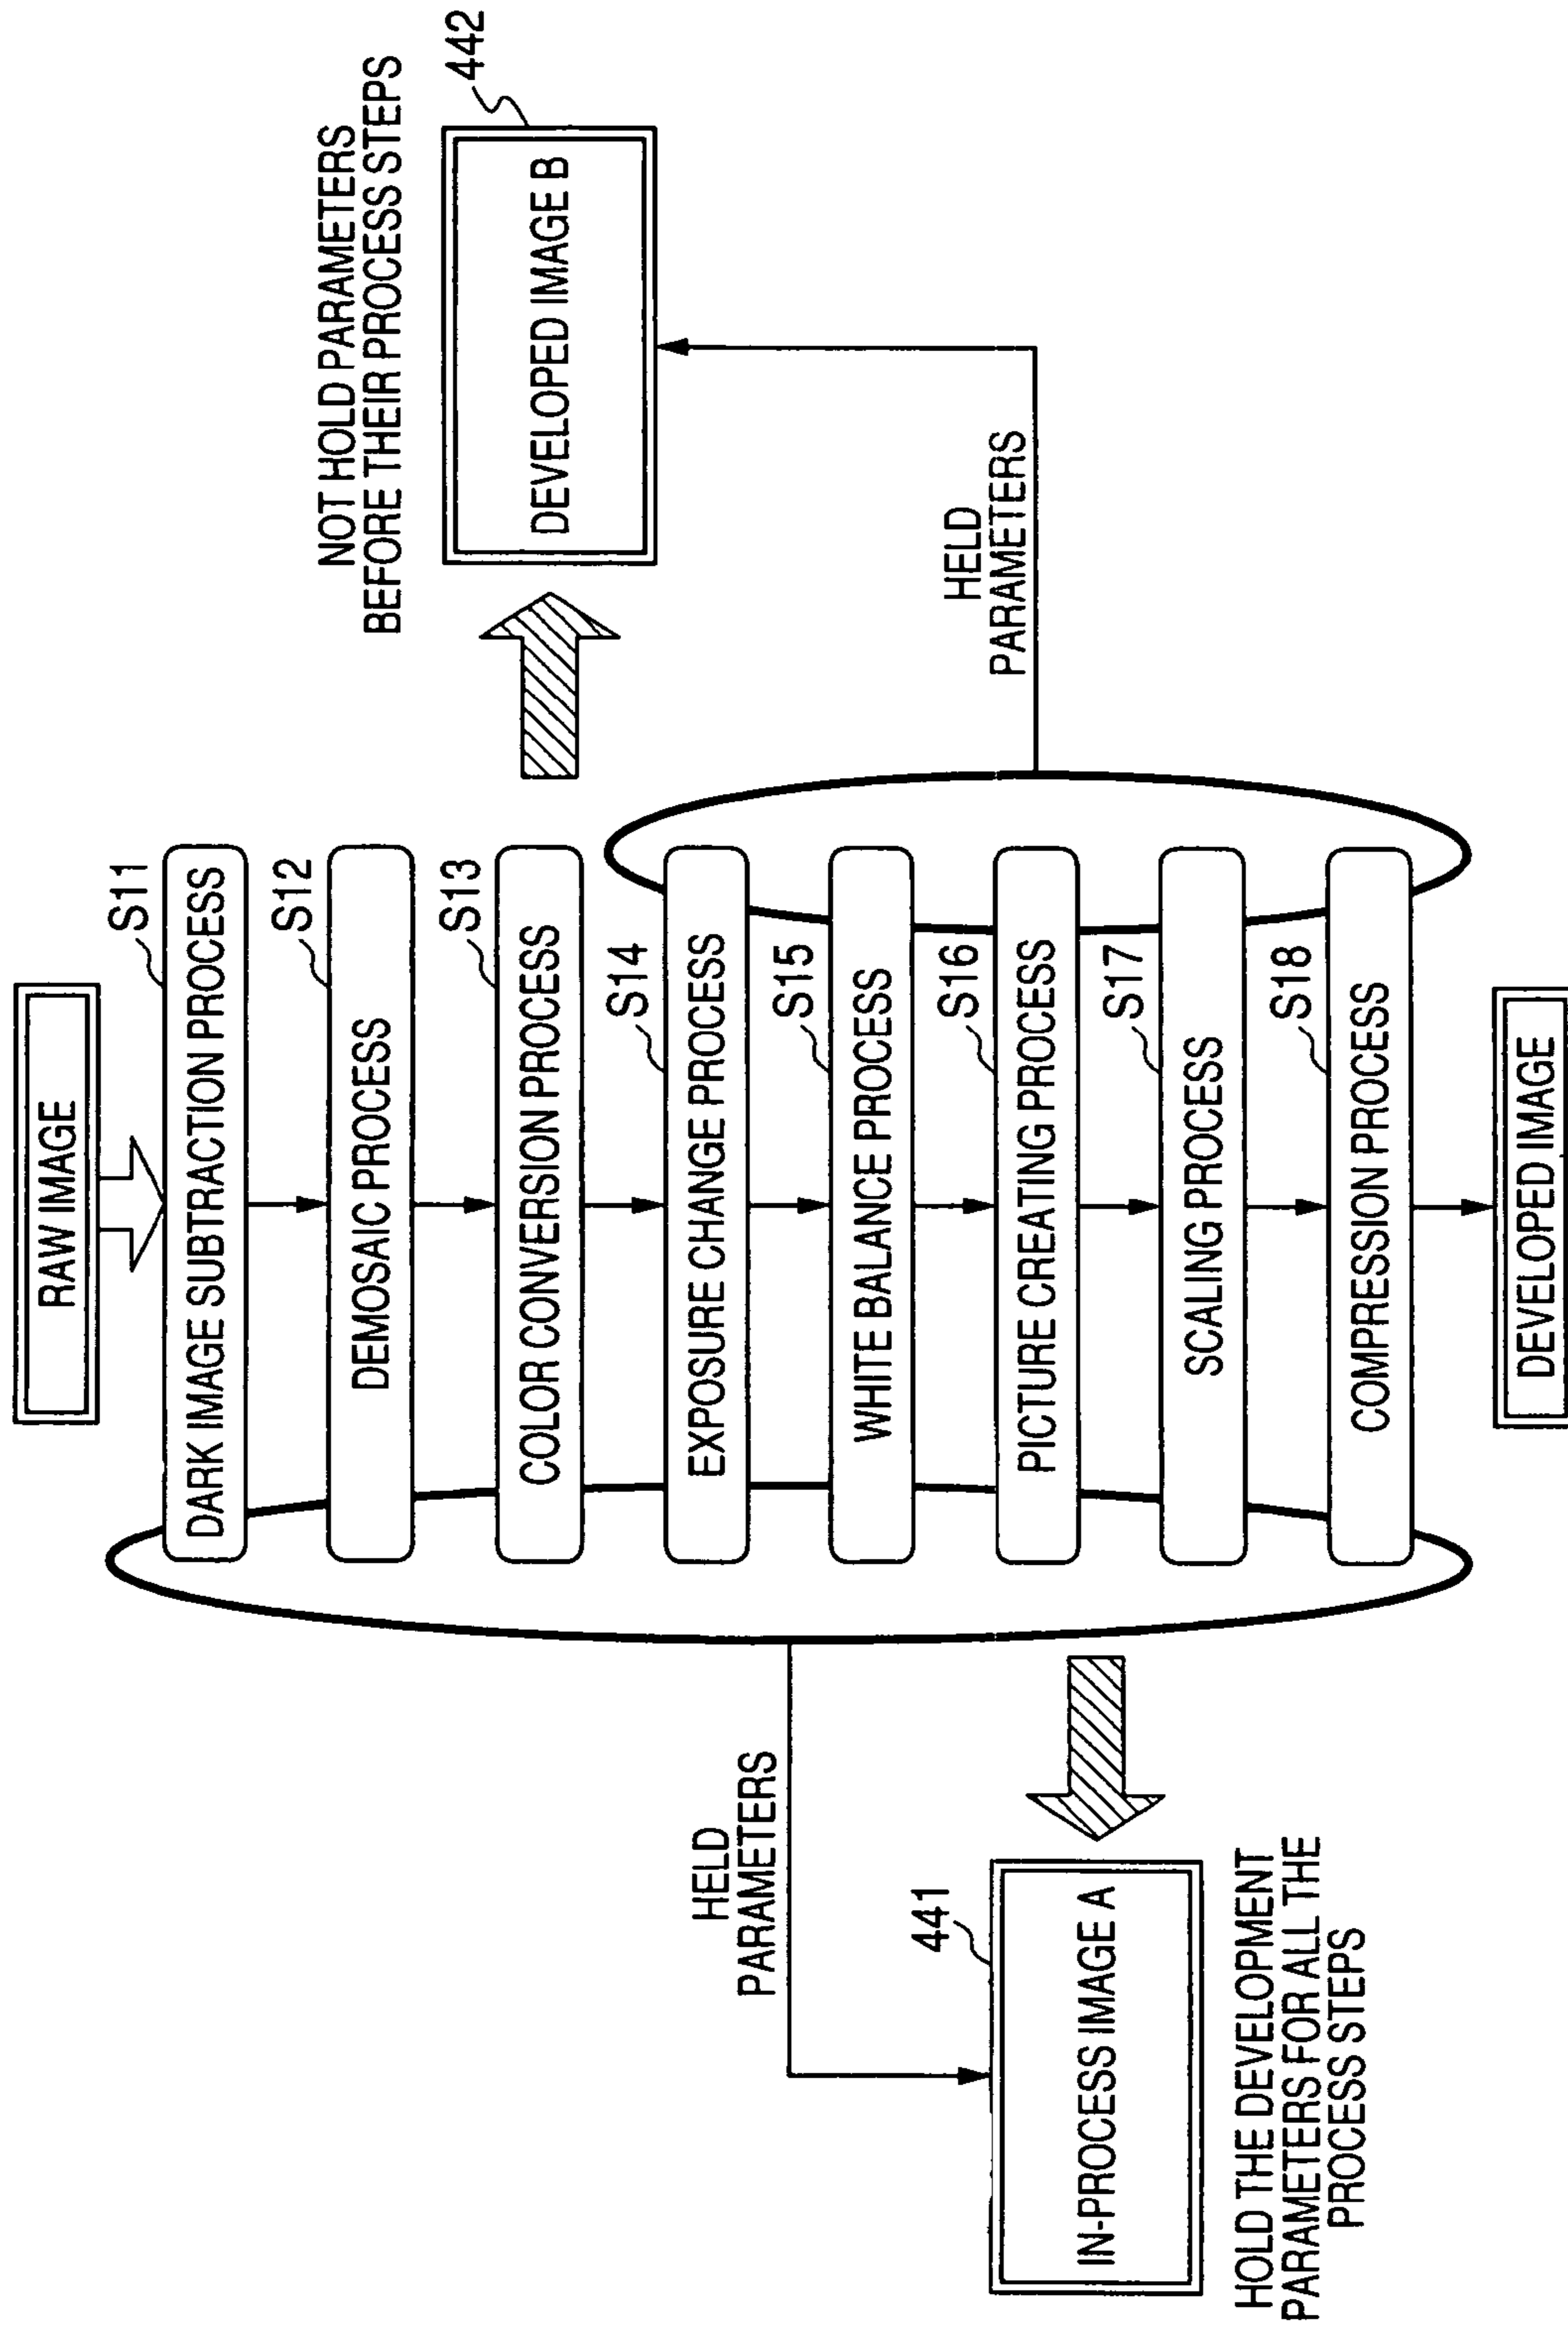 RAW IMAGE
S11
DARK IMAGE SUBTRACTION PROCESS
S12
DEMOSAIC PROCESS
S13
COLOR CONVERSION PROCESS
S14
EXPOSURE CHANGE PROCESS
S15
WHITE BALANCE PROCESS
S16
PICTURE CREATING PROCESS
S17
SCALING PROCESS
S18
COMPRESSION PROCESS
DEVELOPED IMAGE
HELD
PARAMETERS
441
IN-PROCESS IMAGE A
HOLD THE DEVELOPMENT
PARAMETERS FOR ALL THE
PROCESS STEPS
NOT HOLD PARAMETERS
BEFORE THEIR PROCESS STEPS
442
DEVELOPED IMAGE B
HELD
PARAMETERS